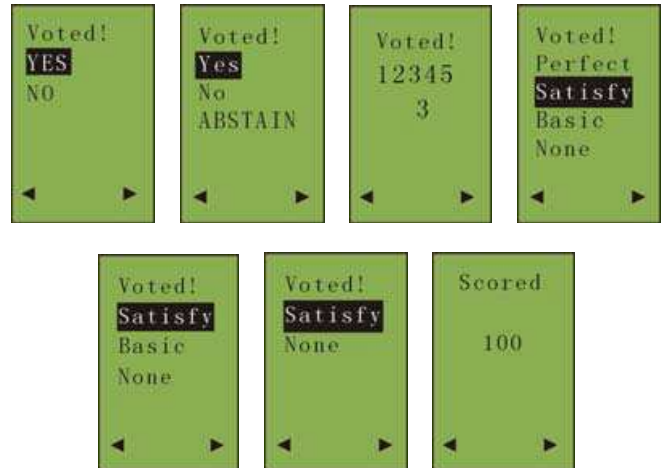 Voted!
YES
NO
Voted!
Yes
No
ABSTAIN
Voted!
12345
3
Voted!
Perfect
Satisfy
Basic
None
Voted!
Satisfy
Basic
None
Voted!
Satisfy
None
Scored
100